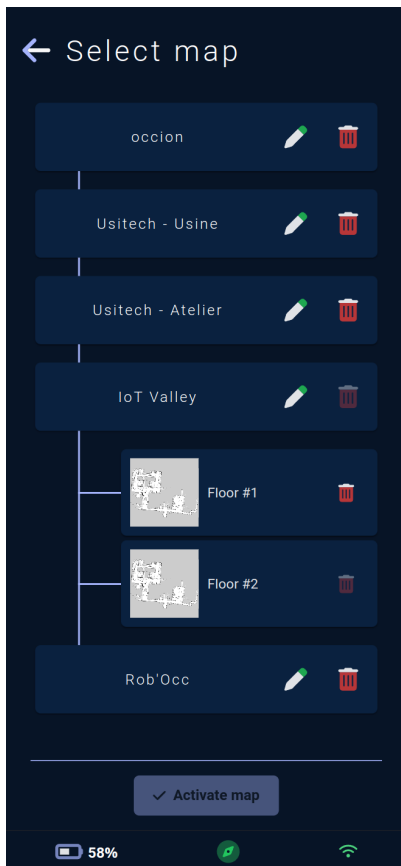 Select map
occion
Usitech - Usine
Usitech - Atelier
IoT Valley
Floor #1
Floor #2
Rob'Occ
Activate map
58%